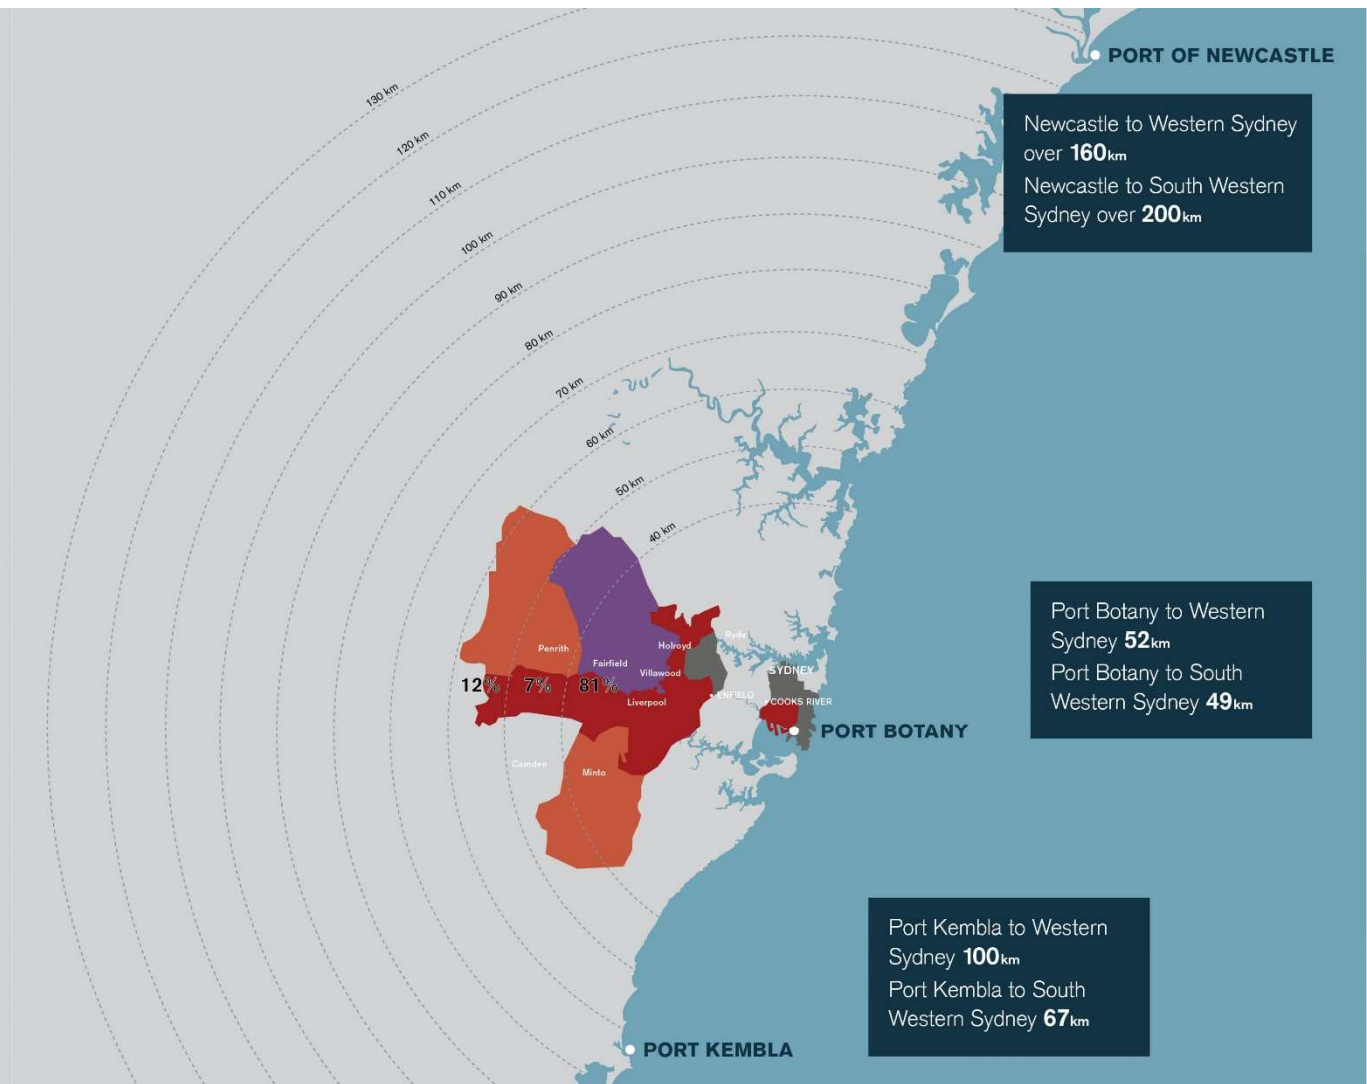 PORT OF NEWCASTLE
Newcastle to Western Sydney
over 160km
Newcastle to South Western
Sydney over 200km
130 km
120 km
110 km
100 km
90 km
80 km
70 km
60 km
50 km
40 km
Penrith
Fairfield
Holroyd
Ryde
Villawood
Liverpool
12%
7%
81%
SYDNEY
ENFIELD
COOKS RIVER
PORT BOTANY
Camden
Minto
Port Botany to Western
Sydney 52km
Port Botany to South
Western Sydney 49km
Port Kembla to Western
Sydney 100km
Port Kembla to South
Western Sydney 67km
PORT KEMBLA